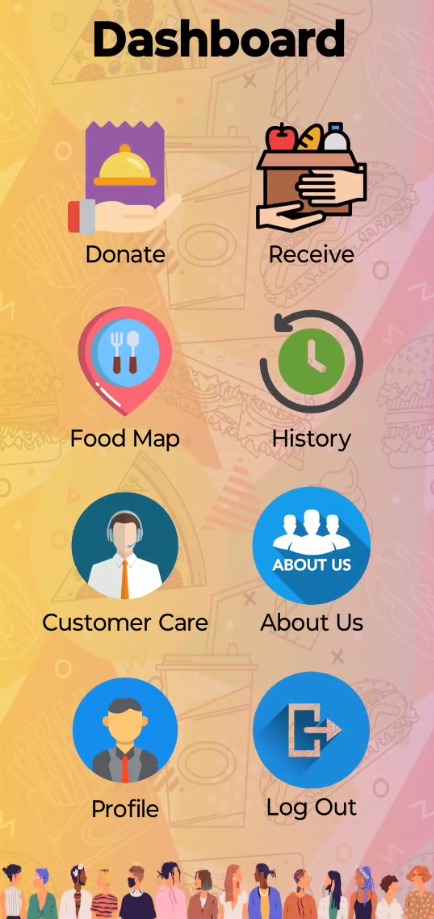 Dashboard
Donate
Receive
Food Map
History
ABOUT US
Customer Care
About Us
Profile
Log Out